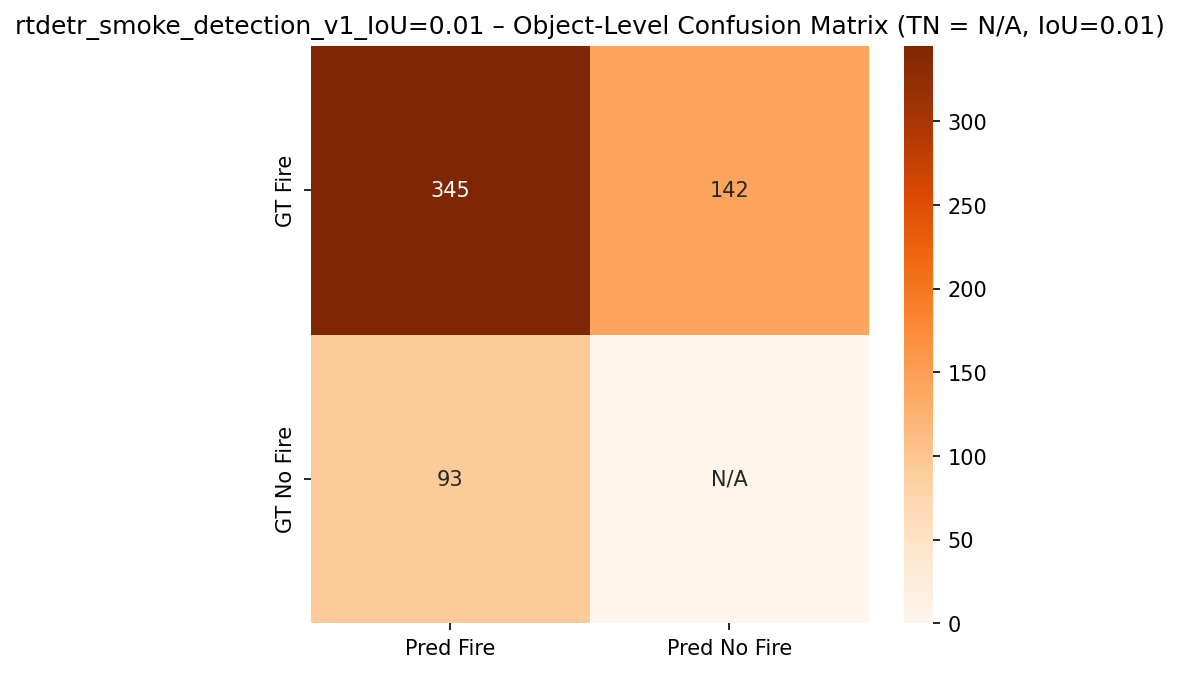 rtdetr_smoke_detection_v1_IoU=0.01 – Object-Level Confusion Matrix (TN = N/A, IoU=0.01)
GT Fire
345
142
GT No Fire
93
N/A
Pred Fire
Pred No Fire
300
250
200
150
100
50
0